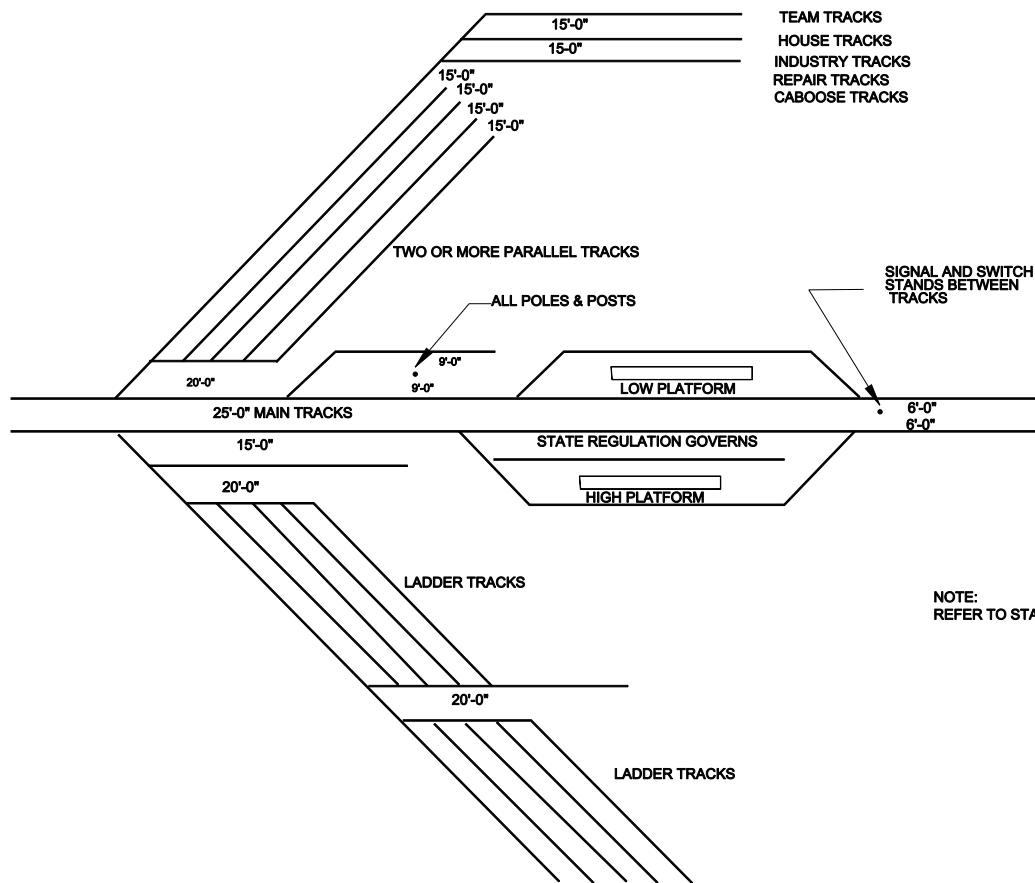 TEAM TRACKS
15'-0"
HOUSE TRACKS
15-0"
INDUSTRY TRACKS
15'-0"
REPAIR TRACKS
15'-0"
CABOOSE TRACKS
15'-0"
15'-0"
TWO OR MORE PARALLEL TRACKS
SIGNAL AND SWITCH
STANDS BETWEEN
TRACKS
ALL POLES & POSTS
9'-0"
20'-0"
9'-0"
LOW PLATFORM
25'-0" MAIN TRACKS
6'-0"
6'-0"
15'-0"
STATE REGULATION GOVERNS
20'-0"
HIGH PLATFORM
LADDER TRACKS
NOTE:
REFER TO STA
20'-0"
LADDER TRACKS